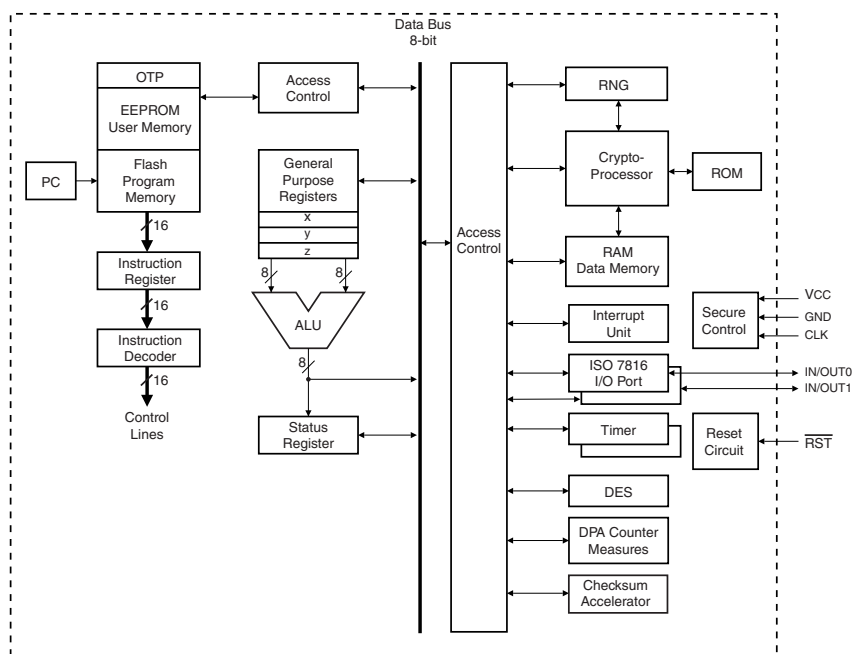 Data Bus
8-bit
OTP
EEPROM
User Memory
Flash
Program
Memory
PC
16
Instruction
Register
16
Instruction
Decoder
16
Control
Lines
Access
Control
General
Purpose
Registers
x
y
z
8
8
ALU
8
Status
Register
Access
Control
RNG
Crypto-
Processor
ROM
RAM
Data Memory
Interrupt
Unit
Secure
Control
VCC
GND
CLK
ISO 7816
I/O Port
IN/OUT0
IN/OUT1
Timer
Reset
Circuit
RST
DES
DPA Counter
Measures
Checksum
Accelerator